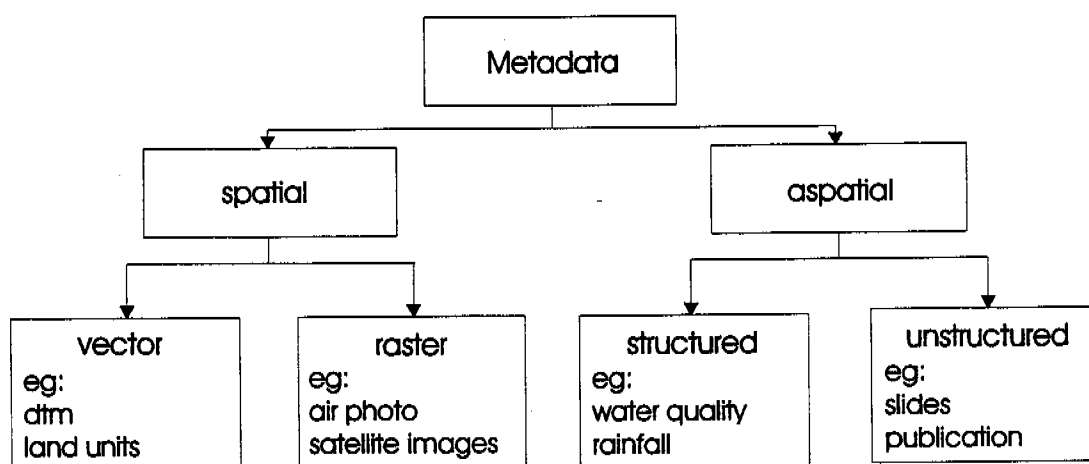 Metadata
spatial
aspatial
vector
eg:
dtm
land units
raster
eg:
air photo
satellite images
structured
eg:
water quality
rainfall
unstructured
eg:
slides
publication